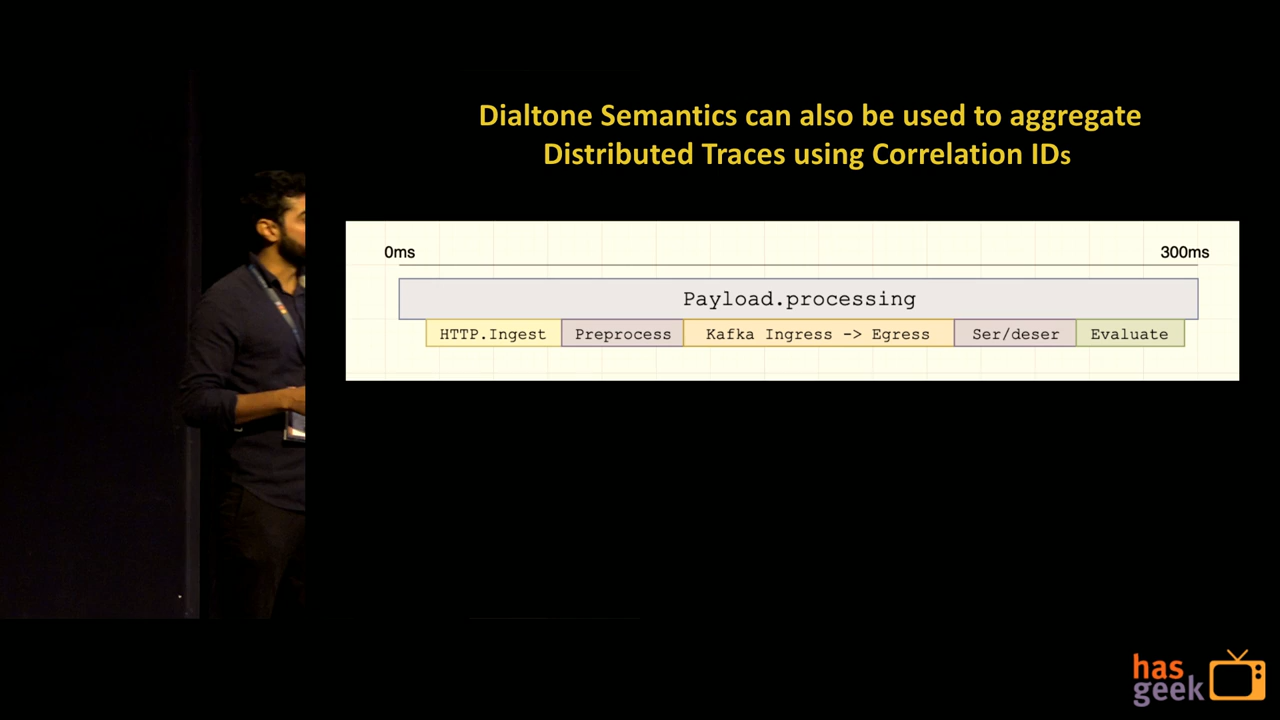 Dialtone Semantics can also be used to aggregate
Distributed Traces using Correlation IDs
0ms 300ms
Payload.processing
HTTP.Ingest Preprocess Kafka Ingress -> Egress Ser/deser Evaluate
has
geek